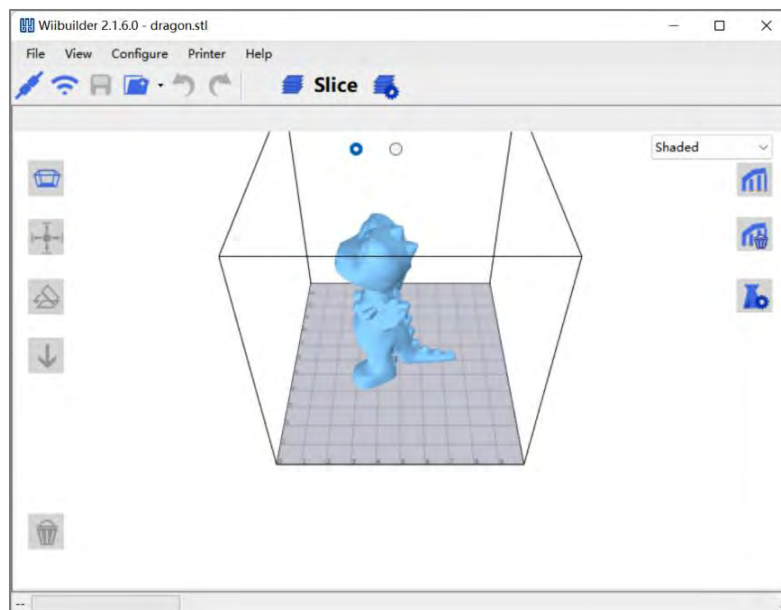 Wiibuilder 2.1.6.0 - dragon.stl
File View Configure Printer Help
Slice
Shaded
--